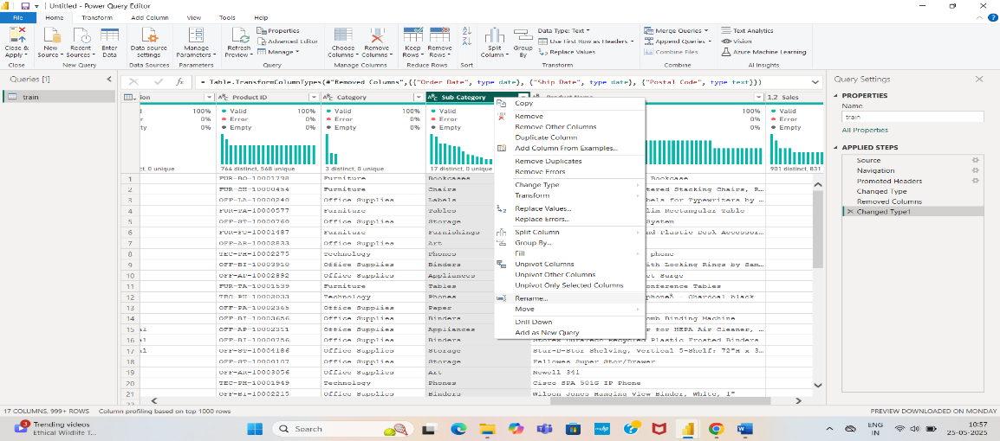 Untitled - Power Query Editor
File Home Transform Add Column View Tools Help
Close & Apply
New Source
Recent Sources
Enter Data
Data source settings
Manage Parameters
Refresh Preview
Properties
Advanced Editor
Manage
Choose Columns
Remove Columns
Keep Rows
Remove Rows
Split Column
Group By
Data Type: Text
Use First Row as Headers
Replace Values
Merge Queries
Append Queries
Combine Files
Text Analytics
Vision
Azure Machine Learning
Close New Query Data Sources Parameters Query Manage Columns Reduce Rows Sort Transform Combine AI Insights
Queries [1]
train
= Table.TransformColumnTypes(#"Removed Columns",{{"Order Date", type date}, {"Ship Date", type date}, {"Postal Code", type text}})
ion Product ID Category Sub-Category Product Name 1.2 Sales
100% Valid 100% Valid 100% Valid 100% Valid
0% Error 0% Error 0% Error 0% Error
0% Empty 0% Empty 0% Empty 0% Empty
ct, 0 unique 764 distinct, 568 unique 3 distinct, 0 unique 17 distinct, 0 unique 901 distinct, 831
1 FUR-BO-10001798 Furniture Bookcases Bookcase
2 FUR-CH-10000454 Furniture Chairs tered Stacking Chairs, R...
3 OFF-LA-10000240 Office Supplies Labels bels for Typewriters by ...
4 FUR-TA-10000577 Furniture Tables lim Rectangular Table
5 OFF-ST-10000760 Office Supplies Storage System
6 FUR-FU-10001487 Furniture Furnishings nd Plastic Desk Accessor...
7 OFF-AR-10002833 Office Supplies Art
8 TEC-PH-10002275 Technology Phones phone
9 OFF-BI-10003910 Office Supplies Binders ith Locking Rings by Sam...
10 OFF-AP-10002892 Office Supplies Appliances ct Surge
11 FUR-TA-10001539 Furniture Tables onference Tables
12 TEC-PH-10002033 Technology Phones phoneÂ – Charcoal black
13 OFF-PA-10002365 Office Supplies Paper
14 OFF-BI-10003656 Office Supplies Binders omb Binding Machine
15 al OFF-AP-10002311 Office Supplies Appliances r for HEPA Air Cleaner, ...
16 al OFF-BI-10000756 Office Supplies Binders Storex DuraTech Recycled Plastic Frosted Binders
17 al OFF-ST-10004186 Office Supplies Storage Stur-D-Stor Shelving, Vertical 5-Shelf: 72"H x 3...
18 OFF-ST-10000107 Office Supplies Storage Fellowes Super Stor/Drawer
19 OFF-AR-10003056 Office Supplies Art Newell 341
20 TEC-PH-10001949 Technology Phones Cisco SPA 501G IP Phone
21 OFF-BI-10002215 Office Supplies Binders Wilson Jones Hanging View Binder, White, 1"
Copy
Remove
Remove Other Columns
Duplicate Column
Add Column From Examples...
Remove Duplicates
Remove Errors
Change Type
Transform
Replace Values...
Replace Errors...
Split Column
Group By...
Fill
Unpivot Columns
Unpivot Other Columns
Unpivot Only Selected Columns
Rename...
Move
Drill Down
Add as New Query
Query Settings
PROPERTIES
Name
train
All Properties
APPLIED STEPS
Source
Navigation
Promoted Headers
Changed Type
Removed Columns
Changed Type1
17 COLUMNS, 999+ ROWS Column profiling based on top 1000 rows
PREVIEW DOWNLOADED ON MONDAY
3 Trending videos
Ethical Wildlife T...
Search
ENG
IN
10:57
25-05-2025